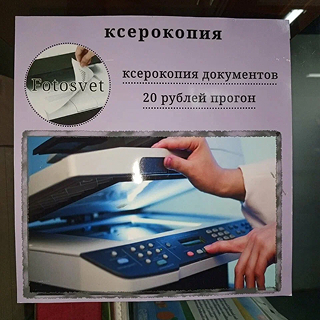 ксерокопия
Fotosvet
ксерокопия документов
20 рублей прогон